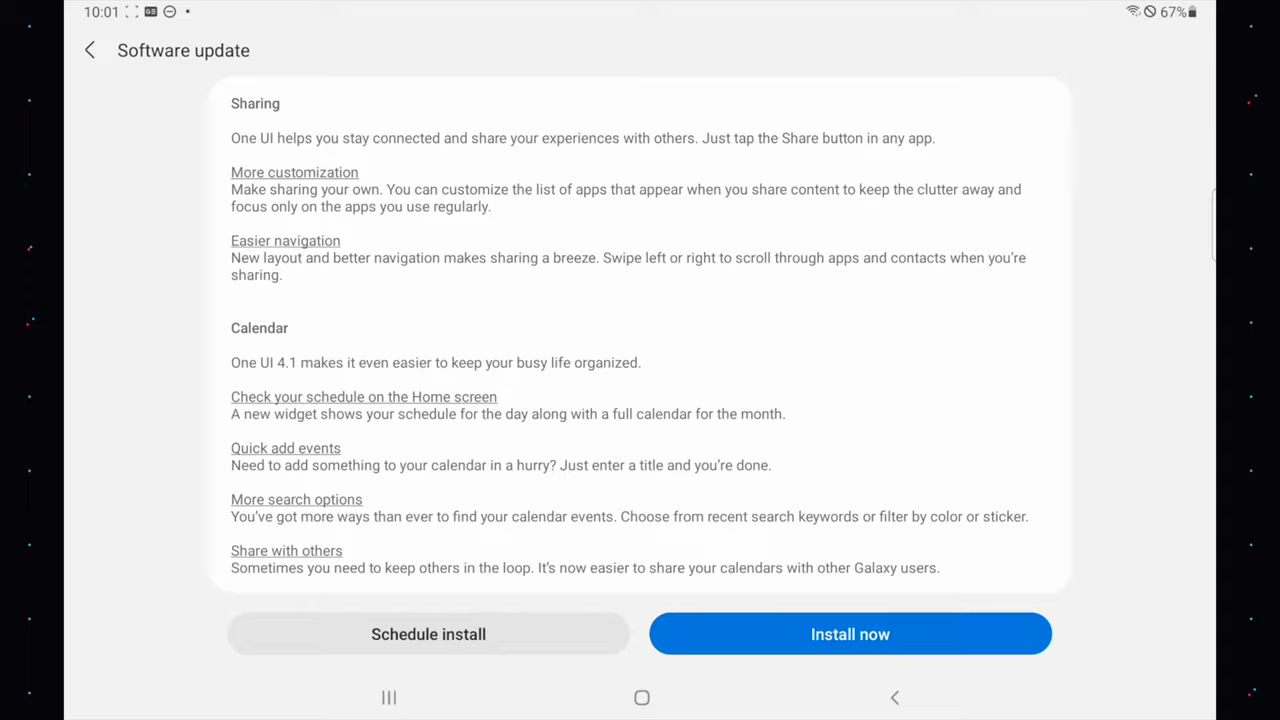 10:01
67%
Software update
Sharing
One UI helps you stay connected and share your experiences with others. Just tap the Share button in any app.
More customization
Make sharing your own. You can customize the list of apps that appear when you share content to keep the clutter away and
focus only on the apps you use regularly.
Easier navigation
New layout and better navigation makes sharing a breeze. Swipe left or right to scroll through apps and contacts when you’re
sharing.
Calendar
One UI 4.1 makes it even easier to keep your busy life organized.
Check your schedule on the Home screen
A new widget shows your schedule for the day along with a full calendar for the month.
Quick add events
Need to add something to your calendar in a hurry? Just enter a title and you’re done.
More search options
You’ve got more ways than ever to find your calendar events. Choose from recent search keywords or filter by color or sticker.
Share with others
Sometimes you need to keep others in the loop. It’s now easier to share your calendars with other Galaxy users.
Schedule install
Install now